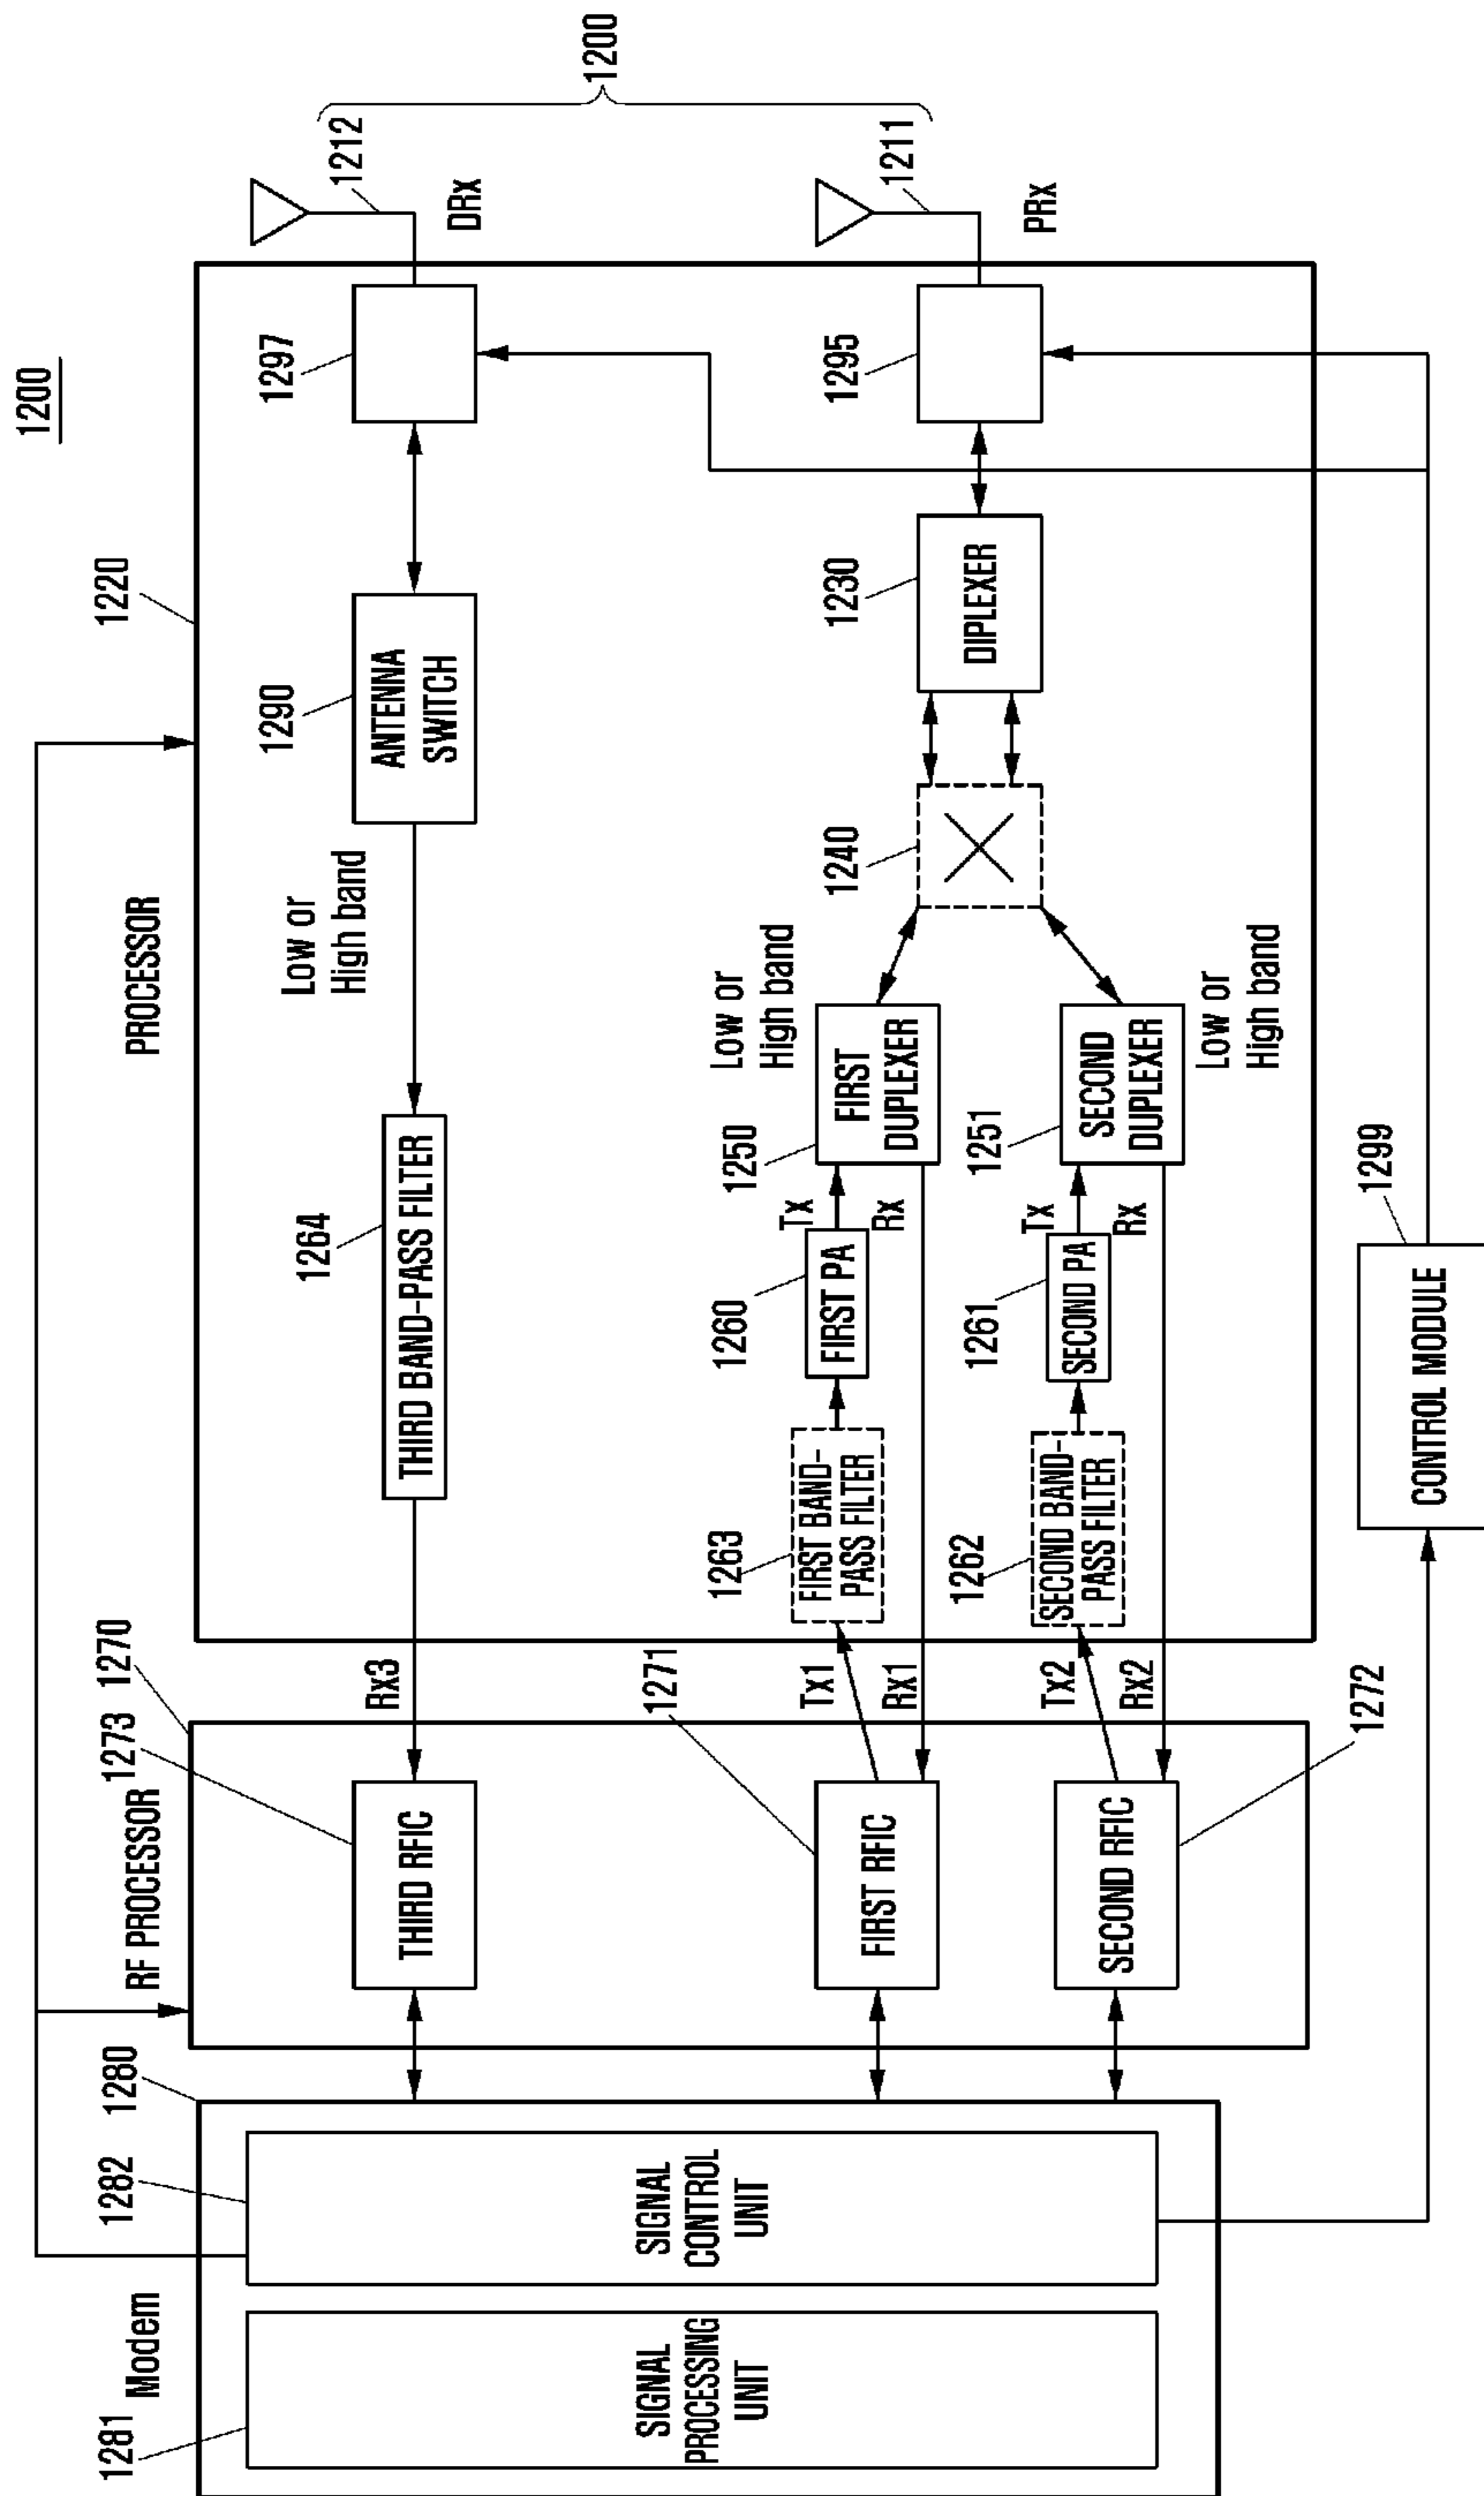 1200
1220
PROCESSOR
1270
RF PROCESSOR
1280
Modem
1281
SIGNAL
PROCESSING
UNIT
1282
SIGNAL
CONTROL
UNIT
1273
THIRD RFIC
Rx3
1264
THIRD BAND-PASS FILTER
Low or
High band
1290
ANTENNA
SWITCH
1297
1212
DRx
1200
1271
FIRST RFIC
Tx1
Rx1
1263
FIRST BAND-
PASS FILTER
1260
FIRST PA
Tx
Rx
1250
FIRST
DUPLEXER
Low or
High band
1240
1230
DIPLEXER
1295
1211
PRx
1272
SECOND RFIC
Tx2
Rx2
1262
SECOND BAND-
PASS FILTER
1261
SECOND PA
Tx
Rx
1251
SECOND
DUPLEXER
Low or
High band
1299
CONTROL MODULE